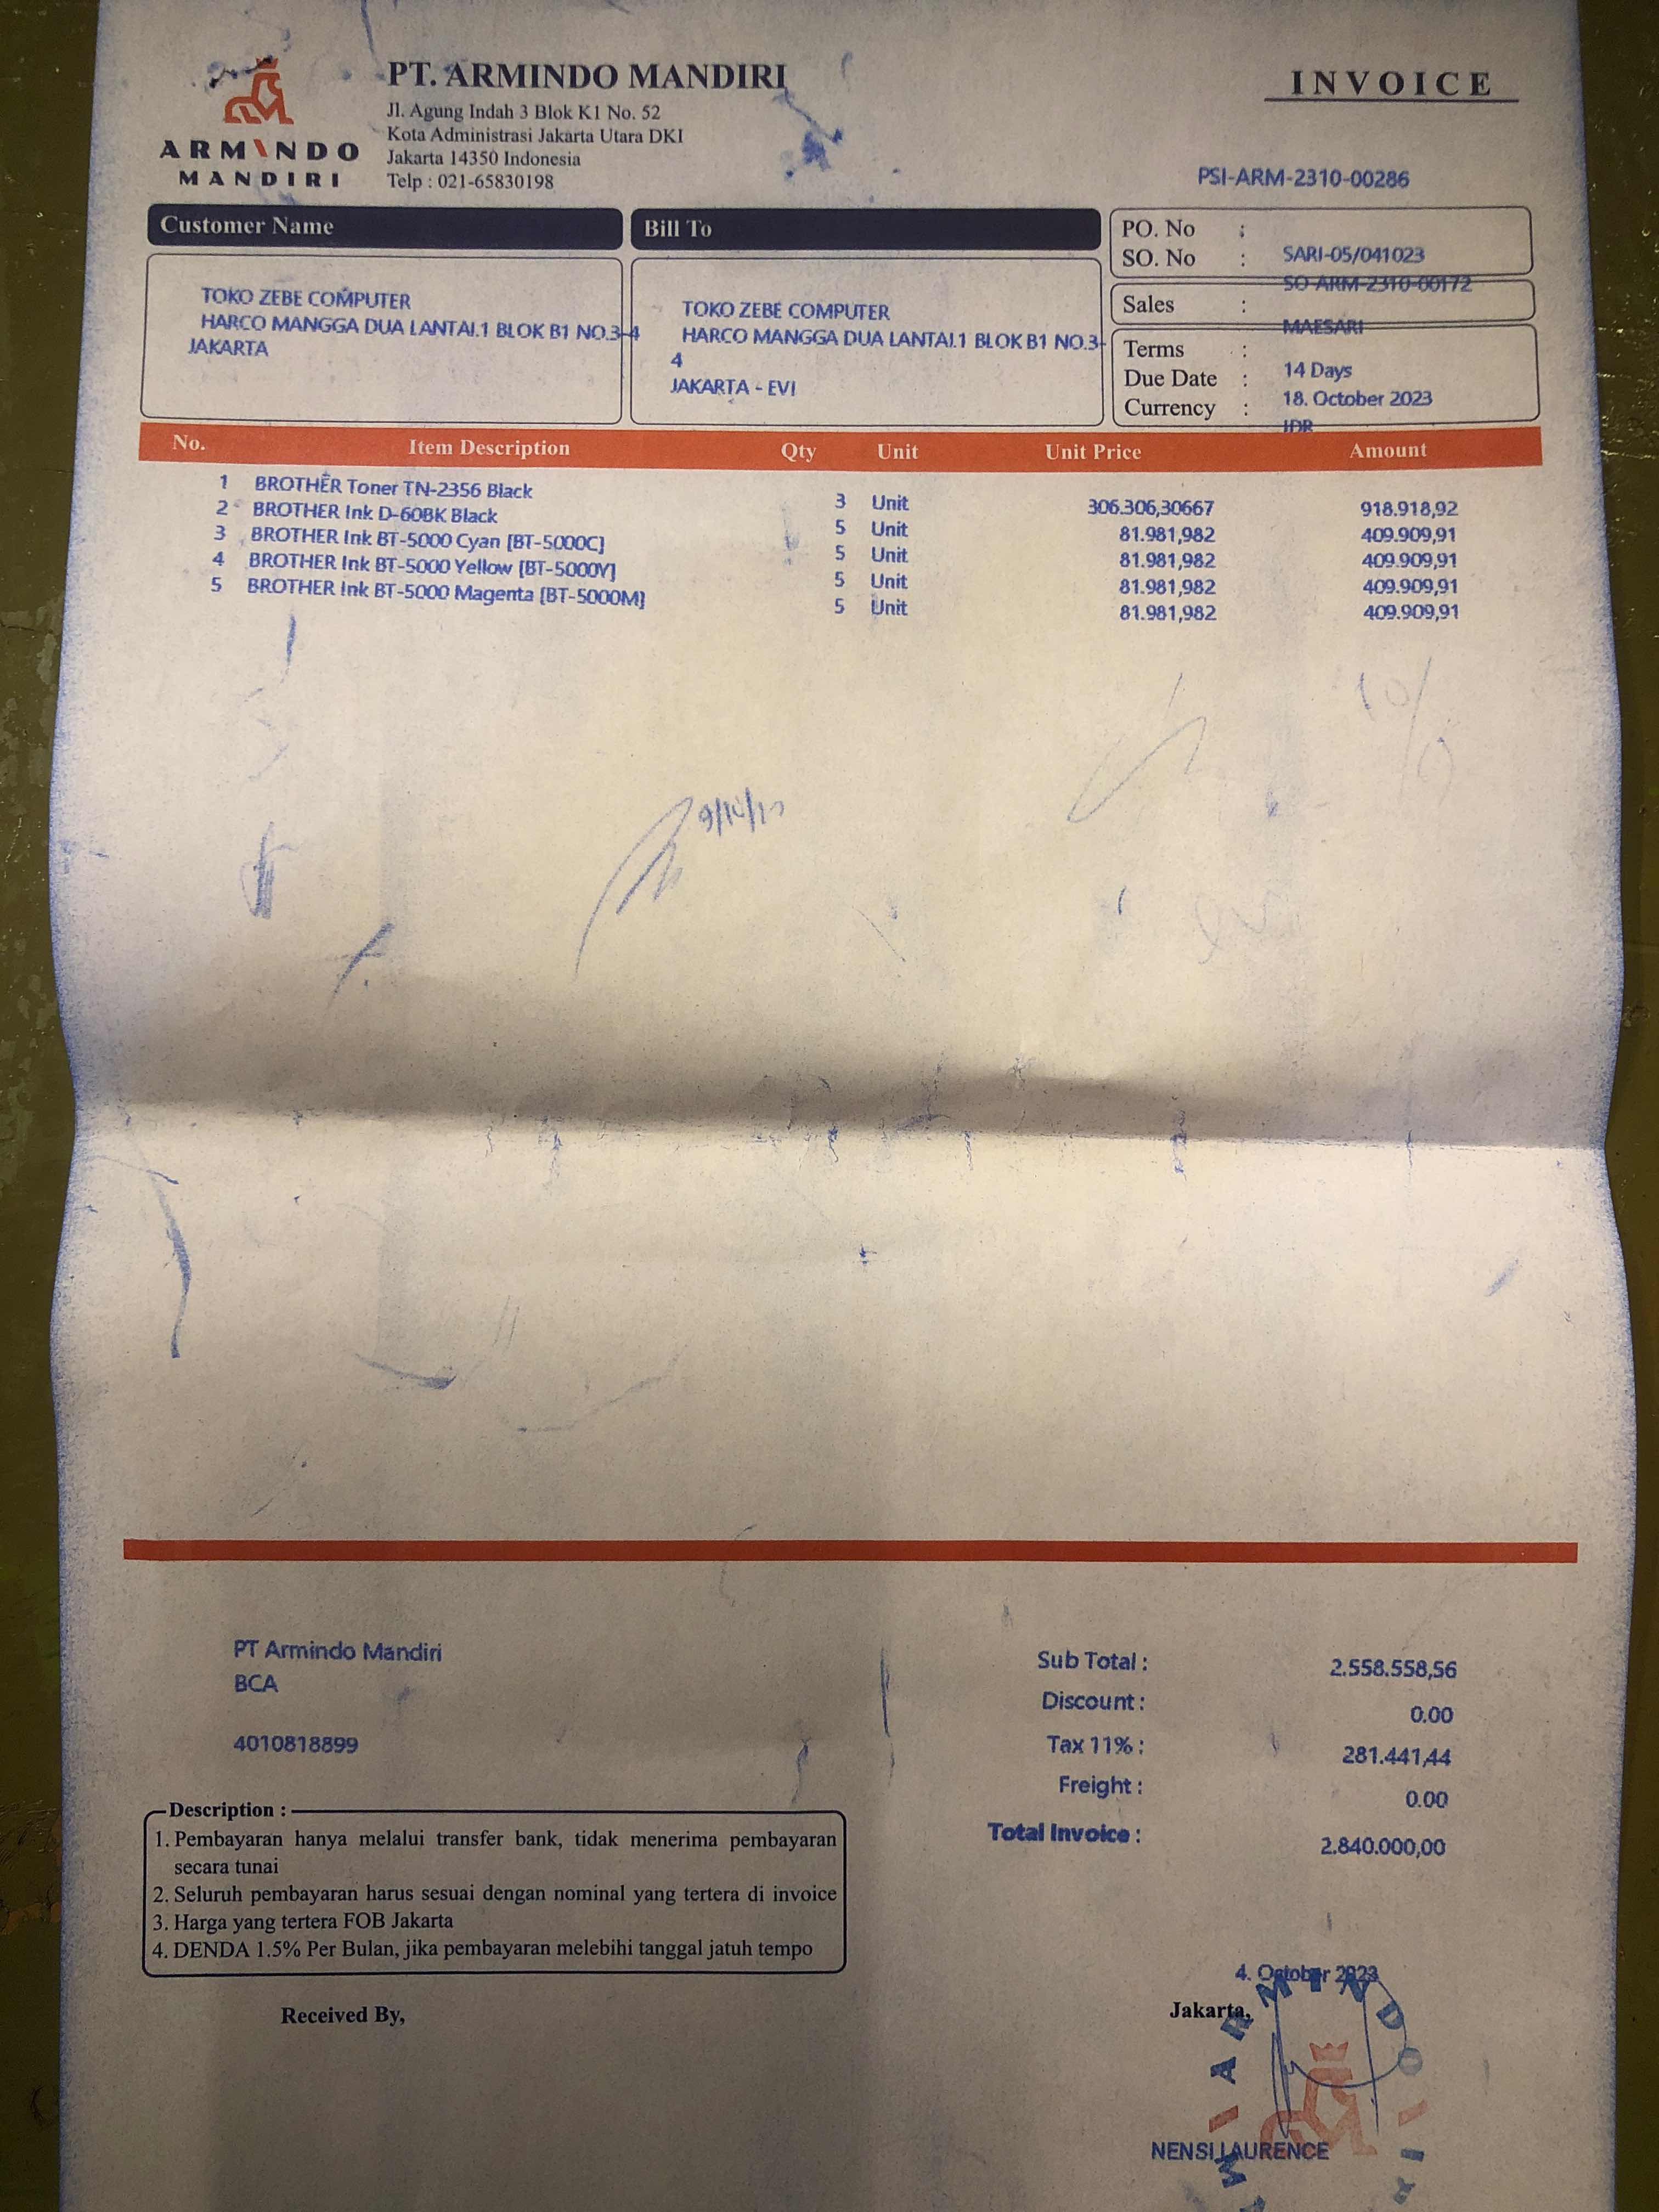 ARMINDO
MANDIRI
PT. ARMINDO MANDIRI
Jl. Agung Indah 3 Blok K1 No. 52
Kota Administrasi Jakarta Utara DKI
Jakarta 14350 Indonesia
Telp : 021-65830198
INVOICE
PSI-ARM-2310-00286
Customer Name
TOKO ZEBE COMPUTER
HARCO MANGGA DUA LANTAI.1 BLOK B1 NO.3-4
JAKARTA
Bill To
TOKO ZEBE COMPUTER
HARCO MANGGA DUA LANTAI.1 BLOK B1 NO.3-
4
JAKARTA - EVI
PO. No : SARI-05/041023
SO. No : SO-ARM-2310-00172
Sales : MAESARI
Terms : 14 Days
Due Date : 18. October 2023
Currency : IDR
No. Item Description Qty Unit Unit Price Amount
1 BROTHER Toner TN-2356 Black 3 Unit 306.306,30667 918.918,92
2 BROTHER Ink D-60BK Black 5 Unit 81.981,982 409.909,91
3 BROTHER Ink BT-5000 Cyan [BT-5000C] 5 Unit 81.981,982 409.909,91
4 BROTHER Ink BT-5000 Yellow [BT-5000Y] 5 Unit 81.981,982 409.909,91
5 BROTHER Ink BT-5000 Magenta [BT-5000M] 5 Unit 81.981,982 409.909,91
PT Armindo Mandiri
BCA
4010818899
Sub Total : 2.558.558,56
Discount : 0.00
Tax 11% : 281.441,44
Freight : 0.00
Total Invoice : 2.840.000,00
Description :
1. Pembayaran hanya melalui transfer bank, tidak menerima pembayaran
secara tunai
2. Seluruh pembayaran harus sesuai dengan nominal yang tertera di invoice
3. Harga yang tertera FOB Jakarta
4. DENDA 1.5% Per Bulan, jika pembayaran melebihi tanggal jatuh tempo
Received By,
4. October 2023
Jakarta,
ARMINDO
NENSI LAURENCE